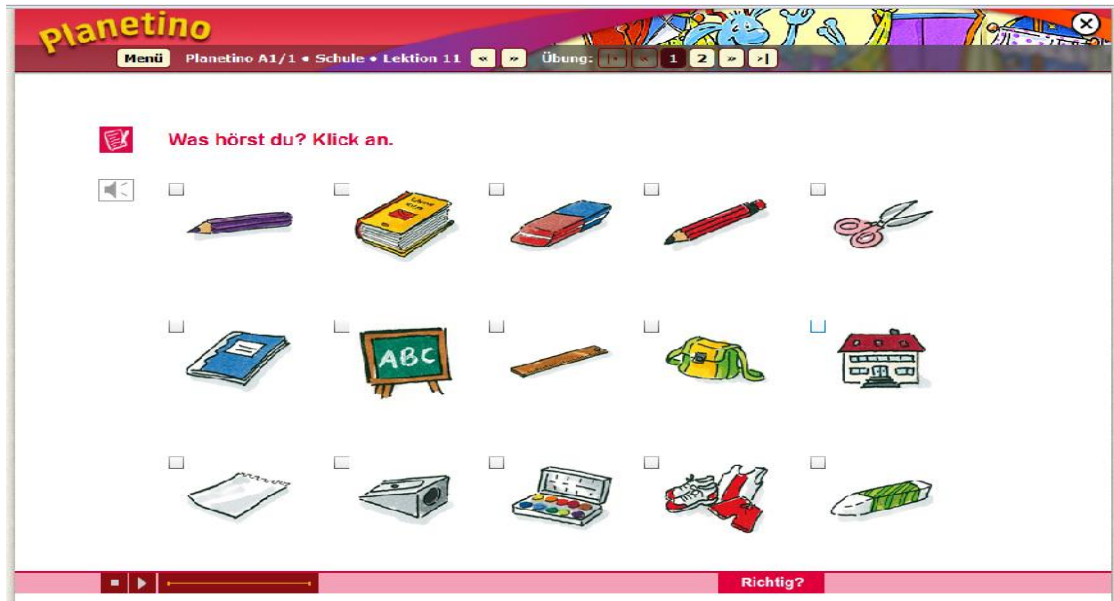 Planetino
Menü Planetino A1/1 • Schule • Lektion 11 « » Übung: |« « 1 2 » >|
Was hörst du? Klick an.
ABC
Richtig?